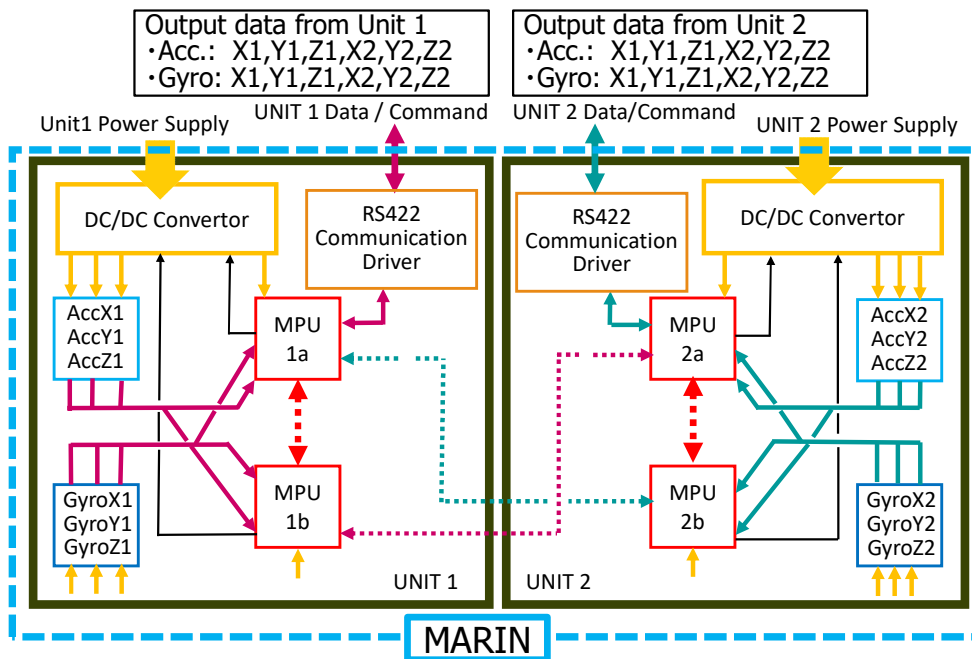 Output data from Unit 1
・Acc.: X1,Y1,Z1,X2,Y2,Z2
・Gyro: X1,Y1,Z1,X2,Y2,Z2
Output data from Unit 2
・Acc.: X1,Y1,Z1,X2,Y2,Z2
・Gyro: X1,Y1,Z1,X2,Y2,Z2
Unit1 Power Supply
UNIT 1 Data / Command
UNIT 2 Data/Command
UNIT 2 Power Supply
DC/DC Convertor
RS422
Communication
Driver
RS422
Communication
Driver
DC/DC Convertor
AccX1
AccY1
AccZ1
MPU
1a
MPU
2a
AccX2
AccY2
AccZ2
GyroX1
GyroY1
GyroZ1
MPU
1b
MPU
2b
GyroX2
GyroY2
GyroZ2
UNIT 1
UNIT 2
MARIN